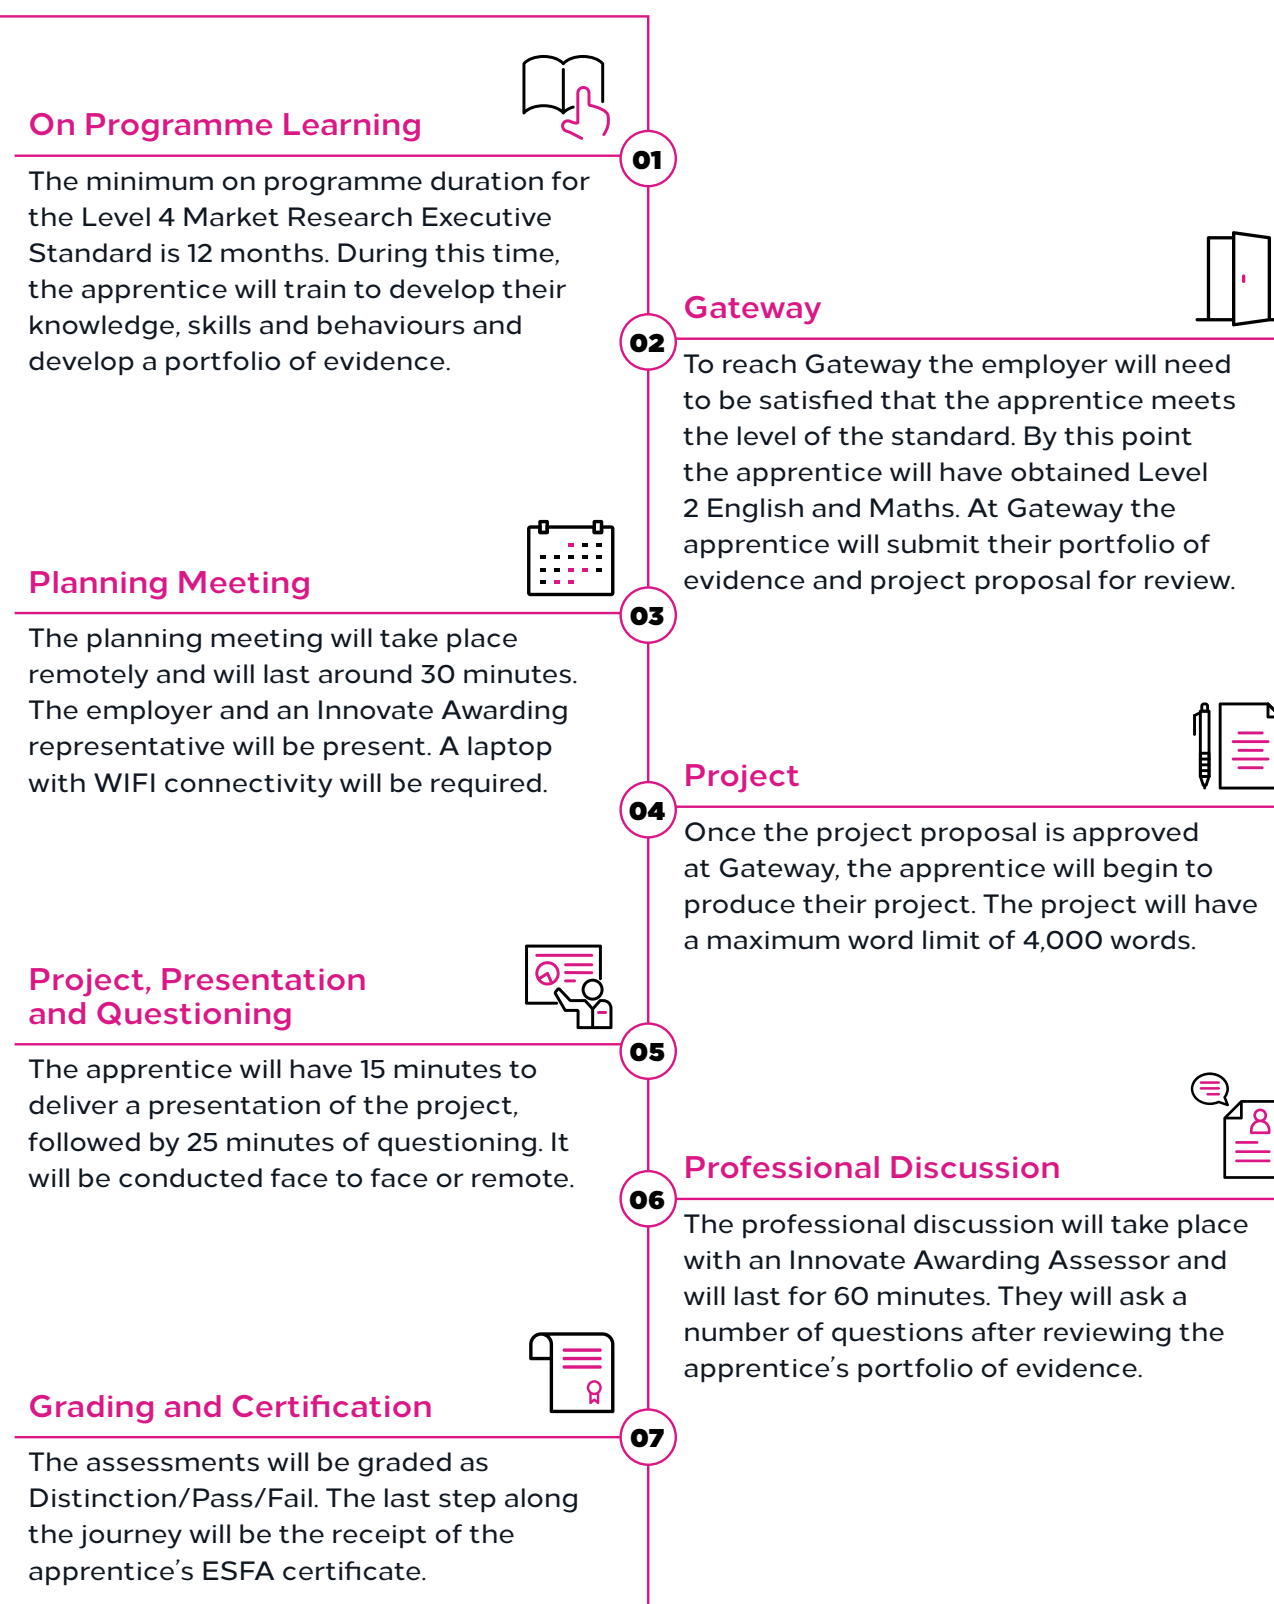 On Programme Learning
01
The minimum on programme duration for
the Level 4 Market Research Executive
Standard is 12 months. During this time,
the apprentice will train to develop their
knowledge, skills and behaviours and
develop a portfolio of evidence.
Gateway
02
To reach Gateway the employer will need
to be satisfied that the apprentice meets
the level of the standard. By this point
the apprentice will have obtained Level
2 English and Maths. At Gateway the
apprentice will submit their portfolio of
evidence and project proposal for review.
Planning Meeting
03
The planning meeting will take place
remotely and will last around 30 minutes.
The employer and an Innovate Awarding
representative will be present. A laptop
with WIFI connectivity will be required.
Project
04
Once the project proposal is approved
at Gateway, the apprentice will begin to
produce their project. The project will have
a maximum word limit of 4,000 words.
Project, Presentation
and Questioning
05
The apprentice will have 15 minutes to
deliver a presentation of the project,
followed by 25 minutes of questioning. It
will be conducted face to face or remote.
Professional Discussion
06
The professional discussion will take place
with an Innovate Awarding Assessor and
will last for 60 minutes. They will ask a
number of questions after reviewing the
apprentice's portfolio of evidence.
Grading and Certification
07
The assessments will be graded as
Distinction/Pass/Fail. The last step along
the journey will be the receipt of the
apprentice's ESFA certificate.